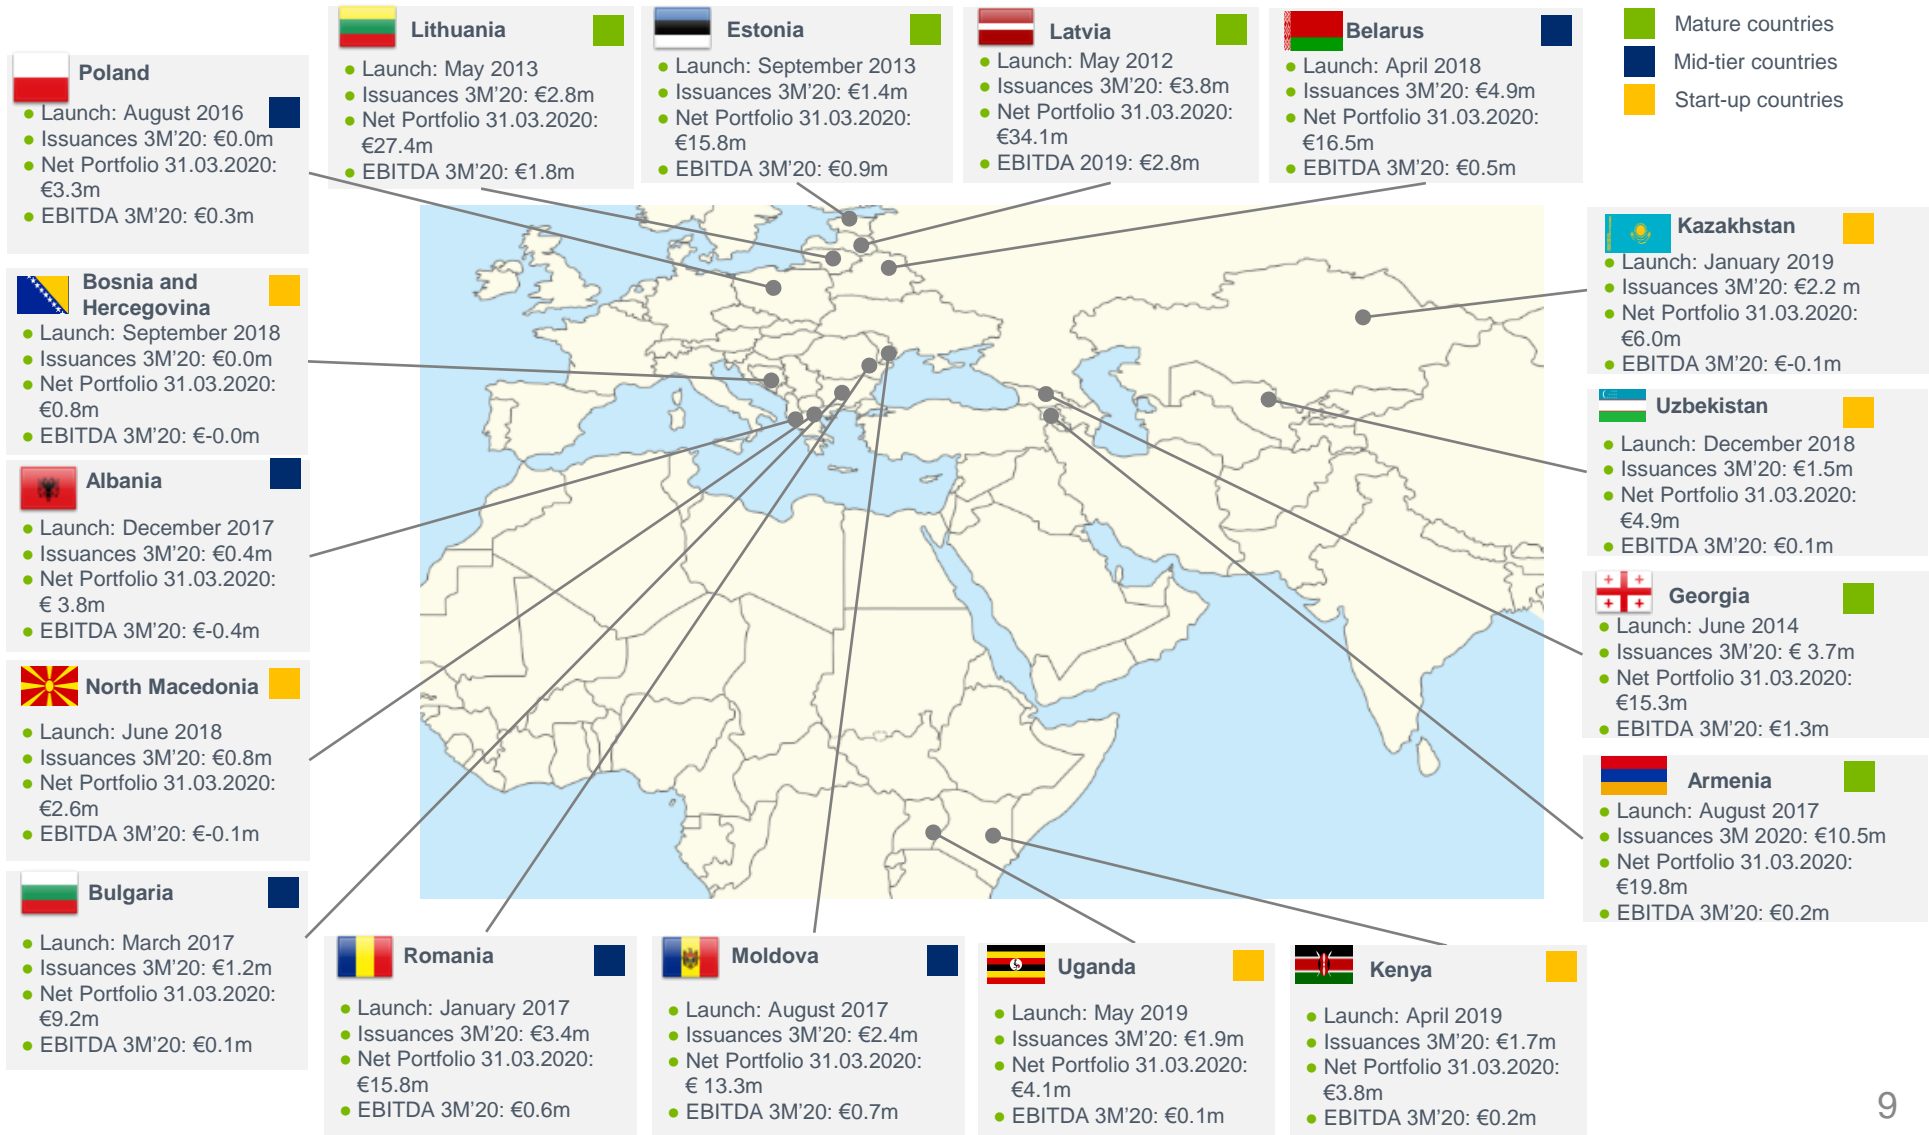 Lithuania
● Launch: May 2013
● Issuances 3M’20: €2.8m
● Net Portfolio 31.03.2020:
€27.4m
● EBITDA 3M’20: €1.8m
Estonia
● Launch: September 2013
● Issuances 3M’20: €1.4m
● Net Portfolio 31.03.2020:
€15.8m
● EBITDA 3M’20: €0.9m
Latvia
● Launch: May 2012
● Issuances 3M’20: €3.8m
● Net Portfolio 31.03.2020:
€34.1m
● EBITDA 2019: €2.8m
Belarus
● Launch: April 2018
● Issuances 3M’20: €4.9m
● Net Portfolio 31.03.2020:
€16.5m
● EBITDA 3M’20: €0.5m
Mature countries
Mid-tier countries
Start-up countries
Poland
● Launch: August 2016
● Issuances 3M’20: €0.0m
● Net Portfolio 31.03.2020:
€3.3m
● EBITDA 3M’20: €0.3m
Bosnia and
Hercegovina
● Launch: September 2018
● Issuances 3M’20: €0.0m
● Net Portfolio 31.03.2020:
€0.8m
● EBITDA 3M’20: €-0.0m
Albania
● Launch: December 2017
● Issuances 3M’20: €0.4m
● Net Portfolio 31.03.2020:
€ 3.8m
● EBITDA 3M’20: €-0.4m
North Macedonia
● Launch: June 2018
● Issuances 3M’20: €0.8m
● Net Portfolio 31.03.2020:
€2.6m
● EBITDA 3M’20: €-0.1m
Bulgaria
● Launch: March 2017
● Issuances 3M’20: €1.2m
● Net Portfolio 31.03.2020:
€9.2m
● EBITDA 3M’20: €0.1m
Kazakhstan
● Launch: January 2019
● Issuances 3M’20: €2.2 m
● Net Portfolio 31.03.2020:
€6.0m
● EBITDA 3M’20: €-0.1m
Uzbekistan
● Launch: December 2018
● Issuances 3M’20: €1.5m
● Net Portfolio 31.03.2020:
€4.9m
● EBITDA 3M’20: €0.1m
Georgia
● Launch: June 2014
● Issuances 3M’20: € 3.7m
● Net Portfolio 31.03.2020:
€15.3m
● EBITDA 3M’20: €1.3m
Armenia
● Launch: August 2017
● Issuances 3M 2020: €10.5m
● Net Portfolio 31.03.2020:
€19.8m
● EBITDA 3M’20: €0.2m
Romania
● Launch: January 2017
● Issuances 3M’20: €3.4m
● Net Portfolio 31.03.2020:
€15.8m
● EBITDA 3M’20: €0.6m
Moldova
● Launch: August 2017
● Issuances 3M’20: €2.4m
● Net Portfolio 31.03.2020:
€ 13.3m
● EBITDA 3M’20: €0.7m
Uganda
● Launch: May 2019
● Issuances 3M’20: €1.9m
● Net Portfolio 31.03.2020:
€4.1m
● EBITDA 3M’20: €0.1m
Kenya
● Launch: April 2019
● Issuances 3M’20: €1.7m
● Net Portfolio 31.03.2020:
€3.8m
● EBITDA 3M’20: €0.2m
9